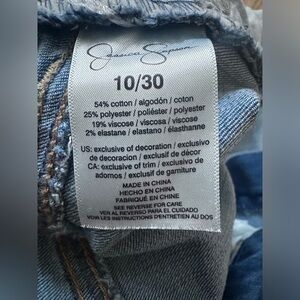 Jessica Simpson
10/30
54% cotton / algodón / coton
25% polyester / poliéster / polyester
19% viscosa / viscosa / viscose
2% elastane / elastano / élasthanne
US: exclusive of decoration / exclusivo
de decoracion / exclusif de décor
CA: exclusive of trim / exclusivo de
adornos / exclusif de garniture
MADE IN CHINA
HECHO EN CHINA
FABRIQUÉ EN CHINE
SEE REVERSE FOR CARE
VER AL REVERSO PARA EL CUIDADO
VOIR LES INSTRUCTIONS D'ENTRETIEN AU DOS